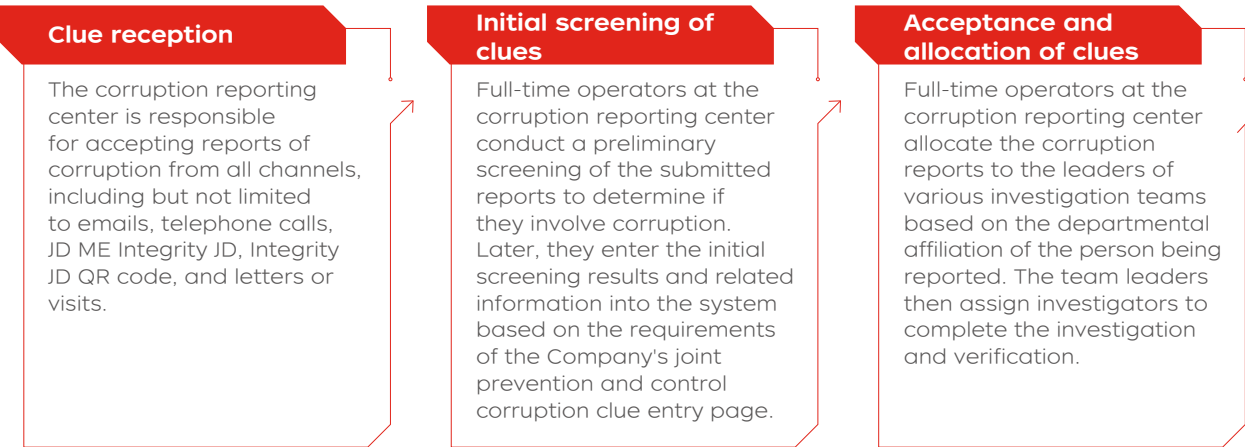 Clue reception
The corruption reporting
center is responsible
for accepting reports of
corruption from all channels,
including but not limited
to emails, telephone calls,
JD ME Integrity JD, Integrity
JD QR code, and letters or
visits.
Initial screening of
clues
Full-time operators at the
corruption reporting center
conduct a preliminary
screening of the submitted
reports to determine if
they involve corruption.
Later, they enter the initial
screening results and related
information into the system
based on the requirements
of the Company's joint
prevention and control
corruption clue entry page.
Acceptance and
allocation of clues
Full-time operators at the
corruption reporting center
allocate the corruption
reports to the leaders of
various investigation teams
based on the departmental
affiliation of the person being
reported. The team leaders
then assign investigators to
complete the investigation
and verification.